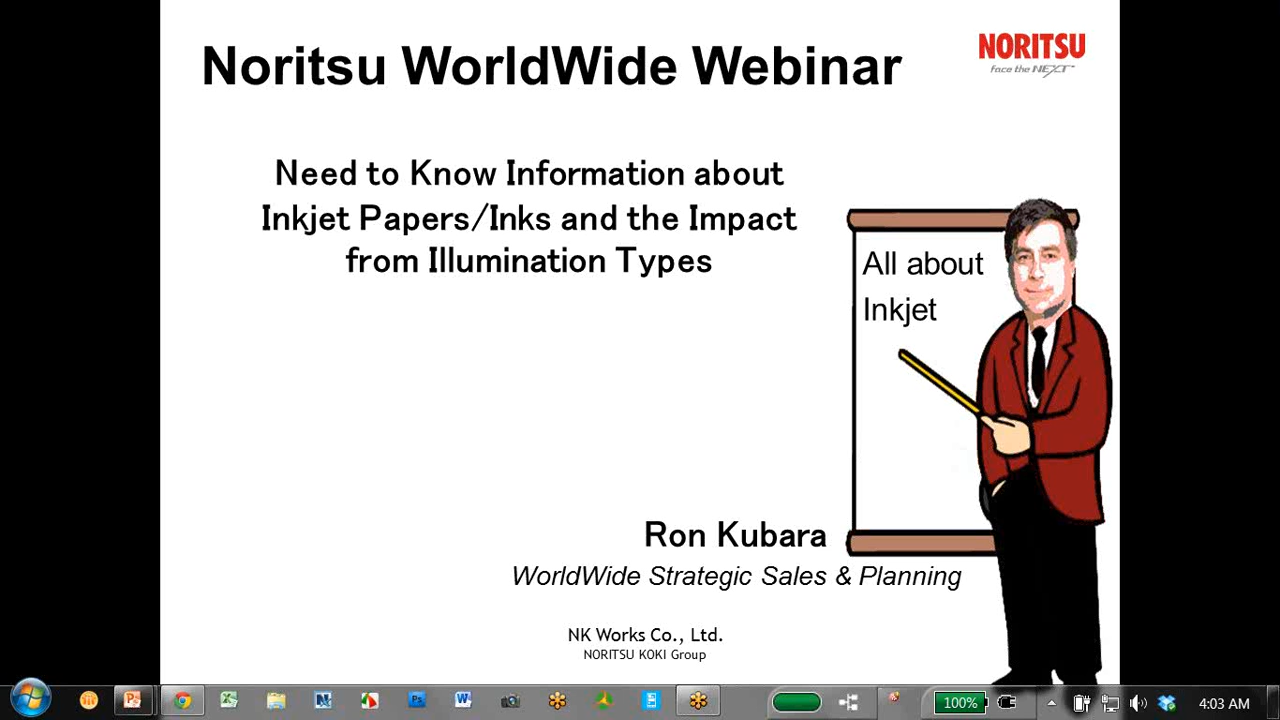 Noritsu WorldWide Webinar
NORITSU
face the NEXT™
Need to Know Information about
Inkjet Papers/Inks and the Impact
from Illumination Types
All about
Inkjet
Ron Kubara
WorldWide Strategic Sales & Planning
NK Works Co., Ltd.
NORITSU KOKI Group
100%
4:03 AM